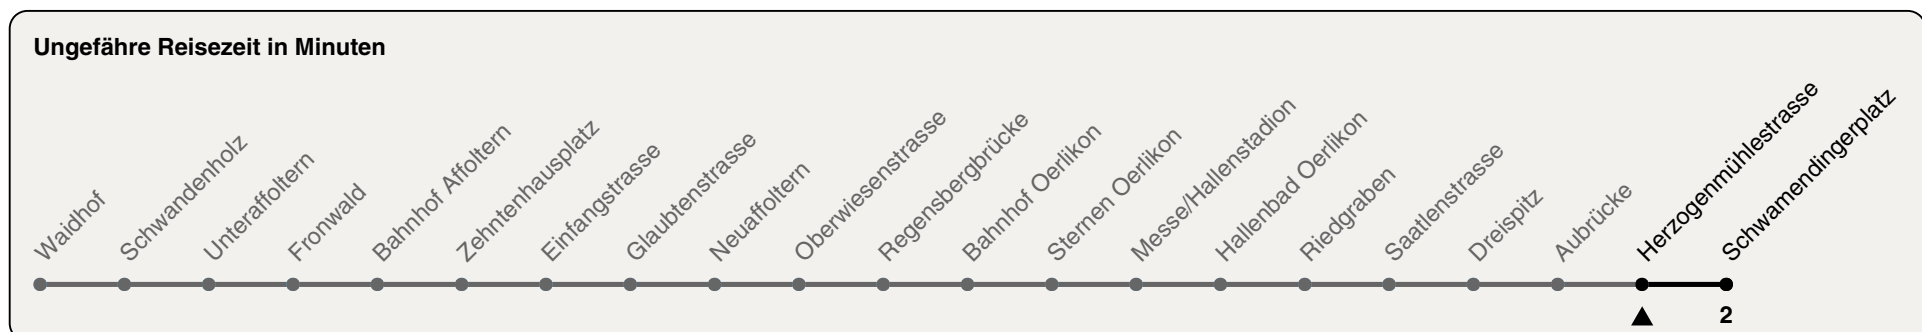 Ungefähre Reisezeit in Minuten
Waidhof
Schwandenholz
Unteraffoltern
Fronwald
Bahnhof Affoltern
Zehntenhausplatz
Einfangstrasse
Glaubtenstrasse
Neuaffoltern
Oberwiesenstrasse
Regensbergbrücke
Bahnhof Oerlikon
Sternen Oerlikon
Messe/Hallenstadion
Hallenbad Oerlikon
Riedgraben
Saatlenstrasse
Dreispitz
Aubrücke
Herzogenmühlestrasse
Schwamendingerplatz
2